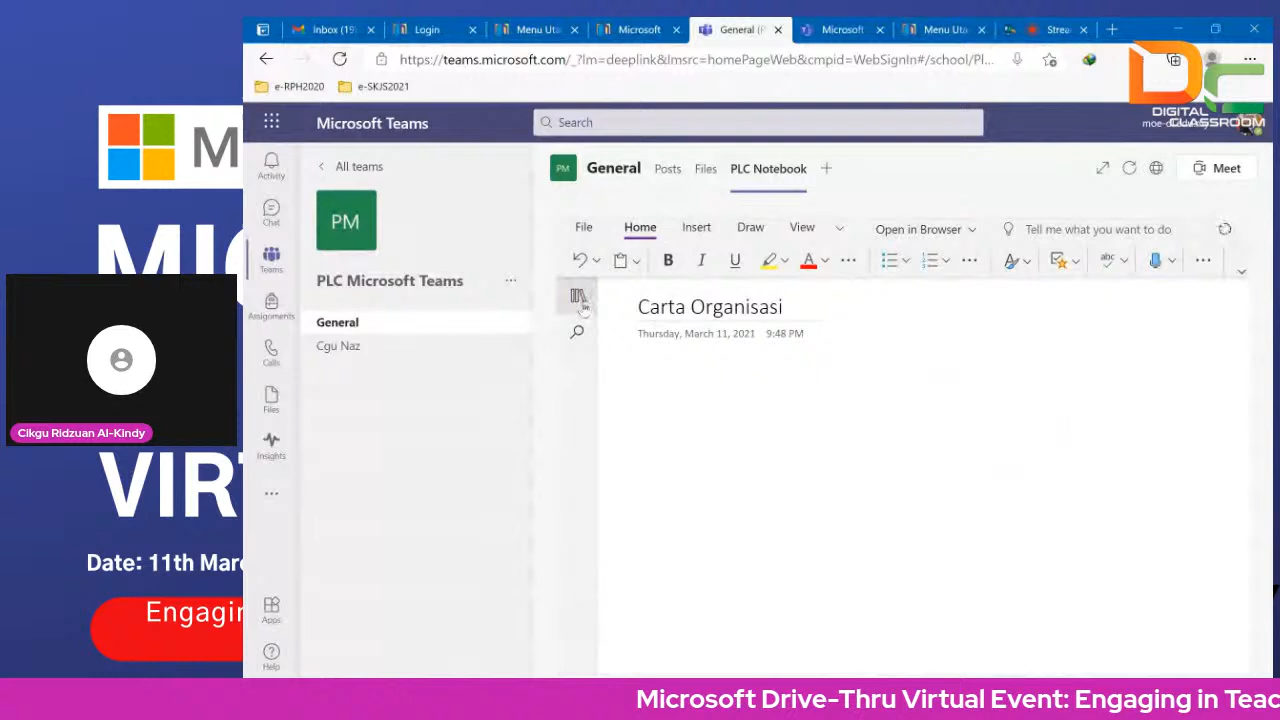 Inbox (19
Login
Menu Uta
Microsoft
General (P
Microsoft
Menu Uta
Strea
https://teams.microsoft.com/_?lm=deeplink&lmsrc=homePageWeb&cmpid=WebSignIn#/school/Pl...
e-RPH2020
e-SKJS2021
DIGITAL
CLASSROOM
Microsoft Teams
Search
M
Activity
Chat
Teams
Assignments
Calls
Files
Insights
Apps
Help
All teams
PM
PLC Microsoft Teams
General
Cgu Naz
PM
General
Posts
Files
PLC Notebook
Meet
File
Home
Insert
Draw
View
Open in Browser
Tell me what you want to do
B
I
U
A
abc
Carta Organisasi
Thursday, March 11, 2021 9:48 PM
Cikgu Ridzuan Al-Kindy
VIRT
Date: 11th Marc
Engagin
Microsoft Drive-Thru Virtual Event: Engaging in Teac